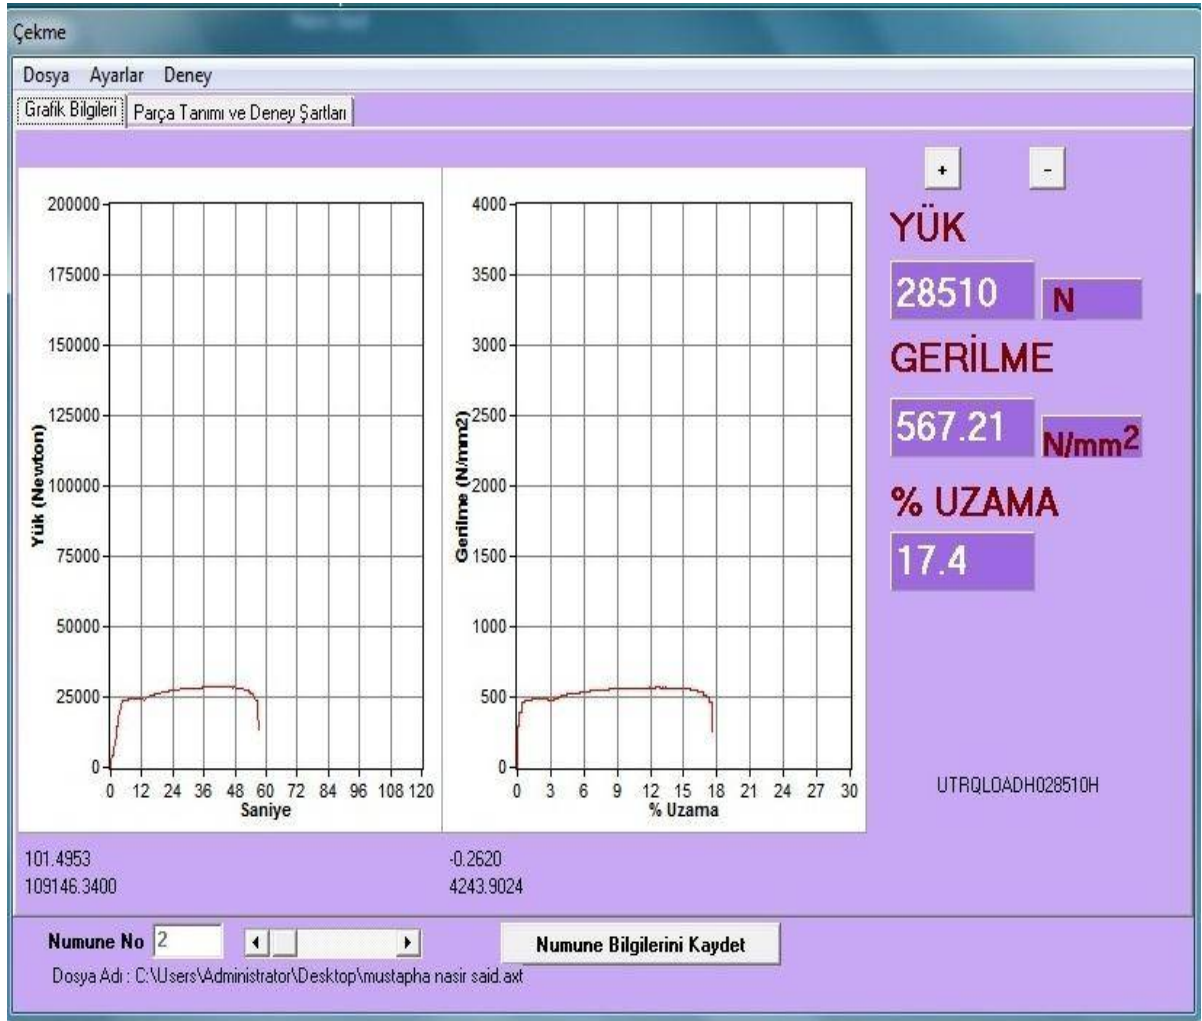 Çekme
Dosya Ayarlar Deney
Grafik Bilgileri Parça Tanımı ve Deney Şartları
+ -
YÜK
28510 N
GERİLME
567.21 N/mm2
% UZAMA
17.4
UTRQLOADH028510H
Yük (Newton)
200000
175000
150000
125000
100000
75000
50000
25000
0
0 12 24 36 48 60 72 84 96 108 120
Saniye
Gerilme (N/mm2)
4000
3500
3000
2500
2000
1500
1000
500
0
0 3 6 9 12 15 18 21 24 27 30
% Uzama
101.4953 -0.2620
109146.3400 4243.9024
Numune No 2 Numune Bilgilerini Kaydet
Dosya Adı : C:\Users\Administrator\Desktop\mustapha nasir said.axt